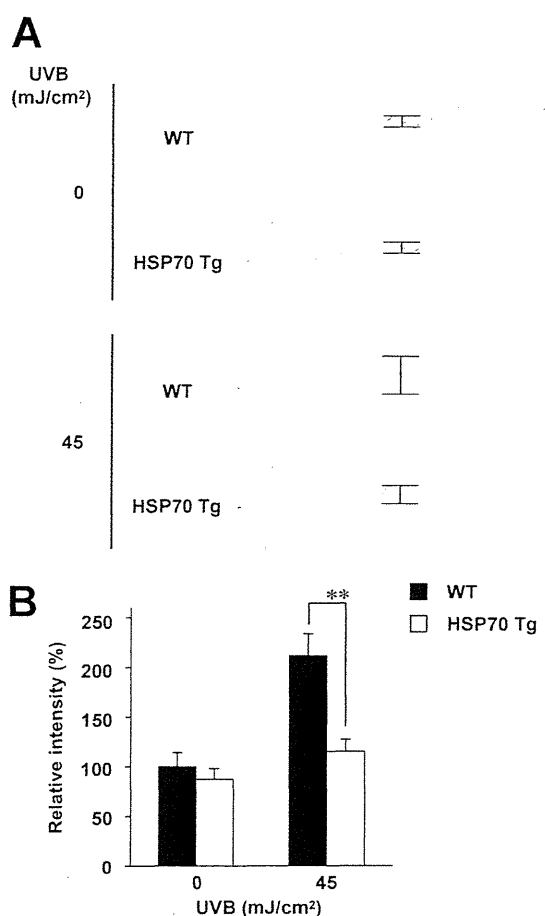 A
UVB
(mJ/cm²)
WT
0
HSP70 Tg
WT
45
HSP70 Tg
B
WT
HSP70 Tg
**
250
200
150
100
50
0
Relative intensity (%)
0
45
UVB (mJ/cm²)